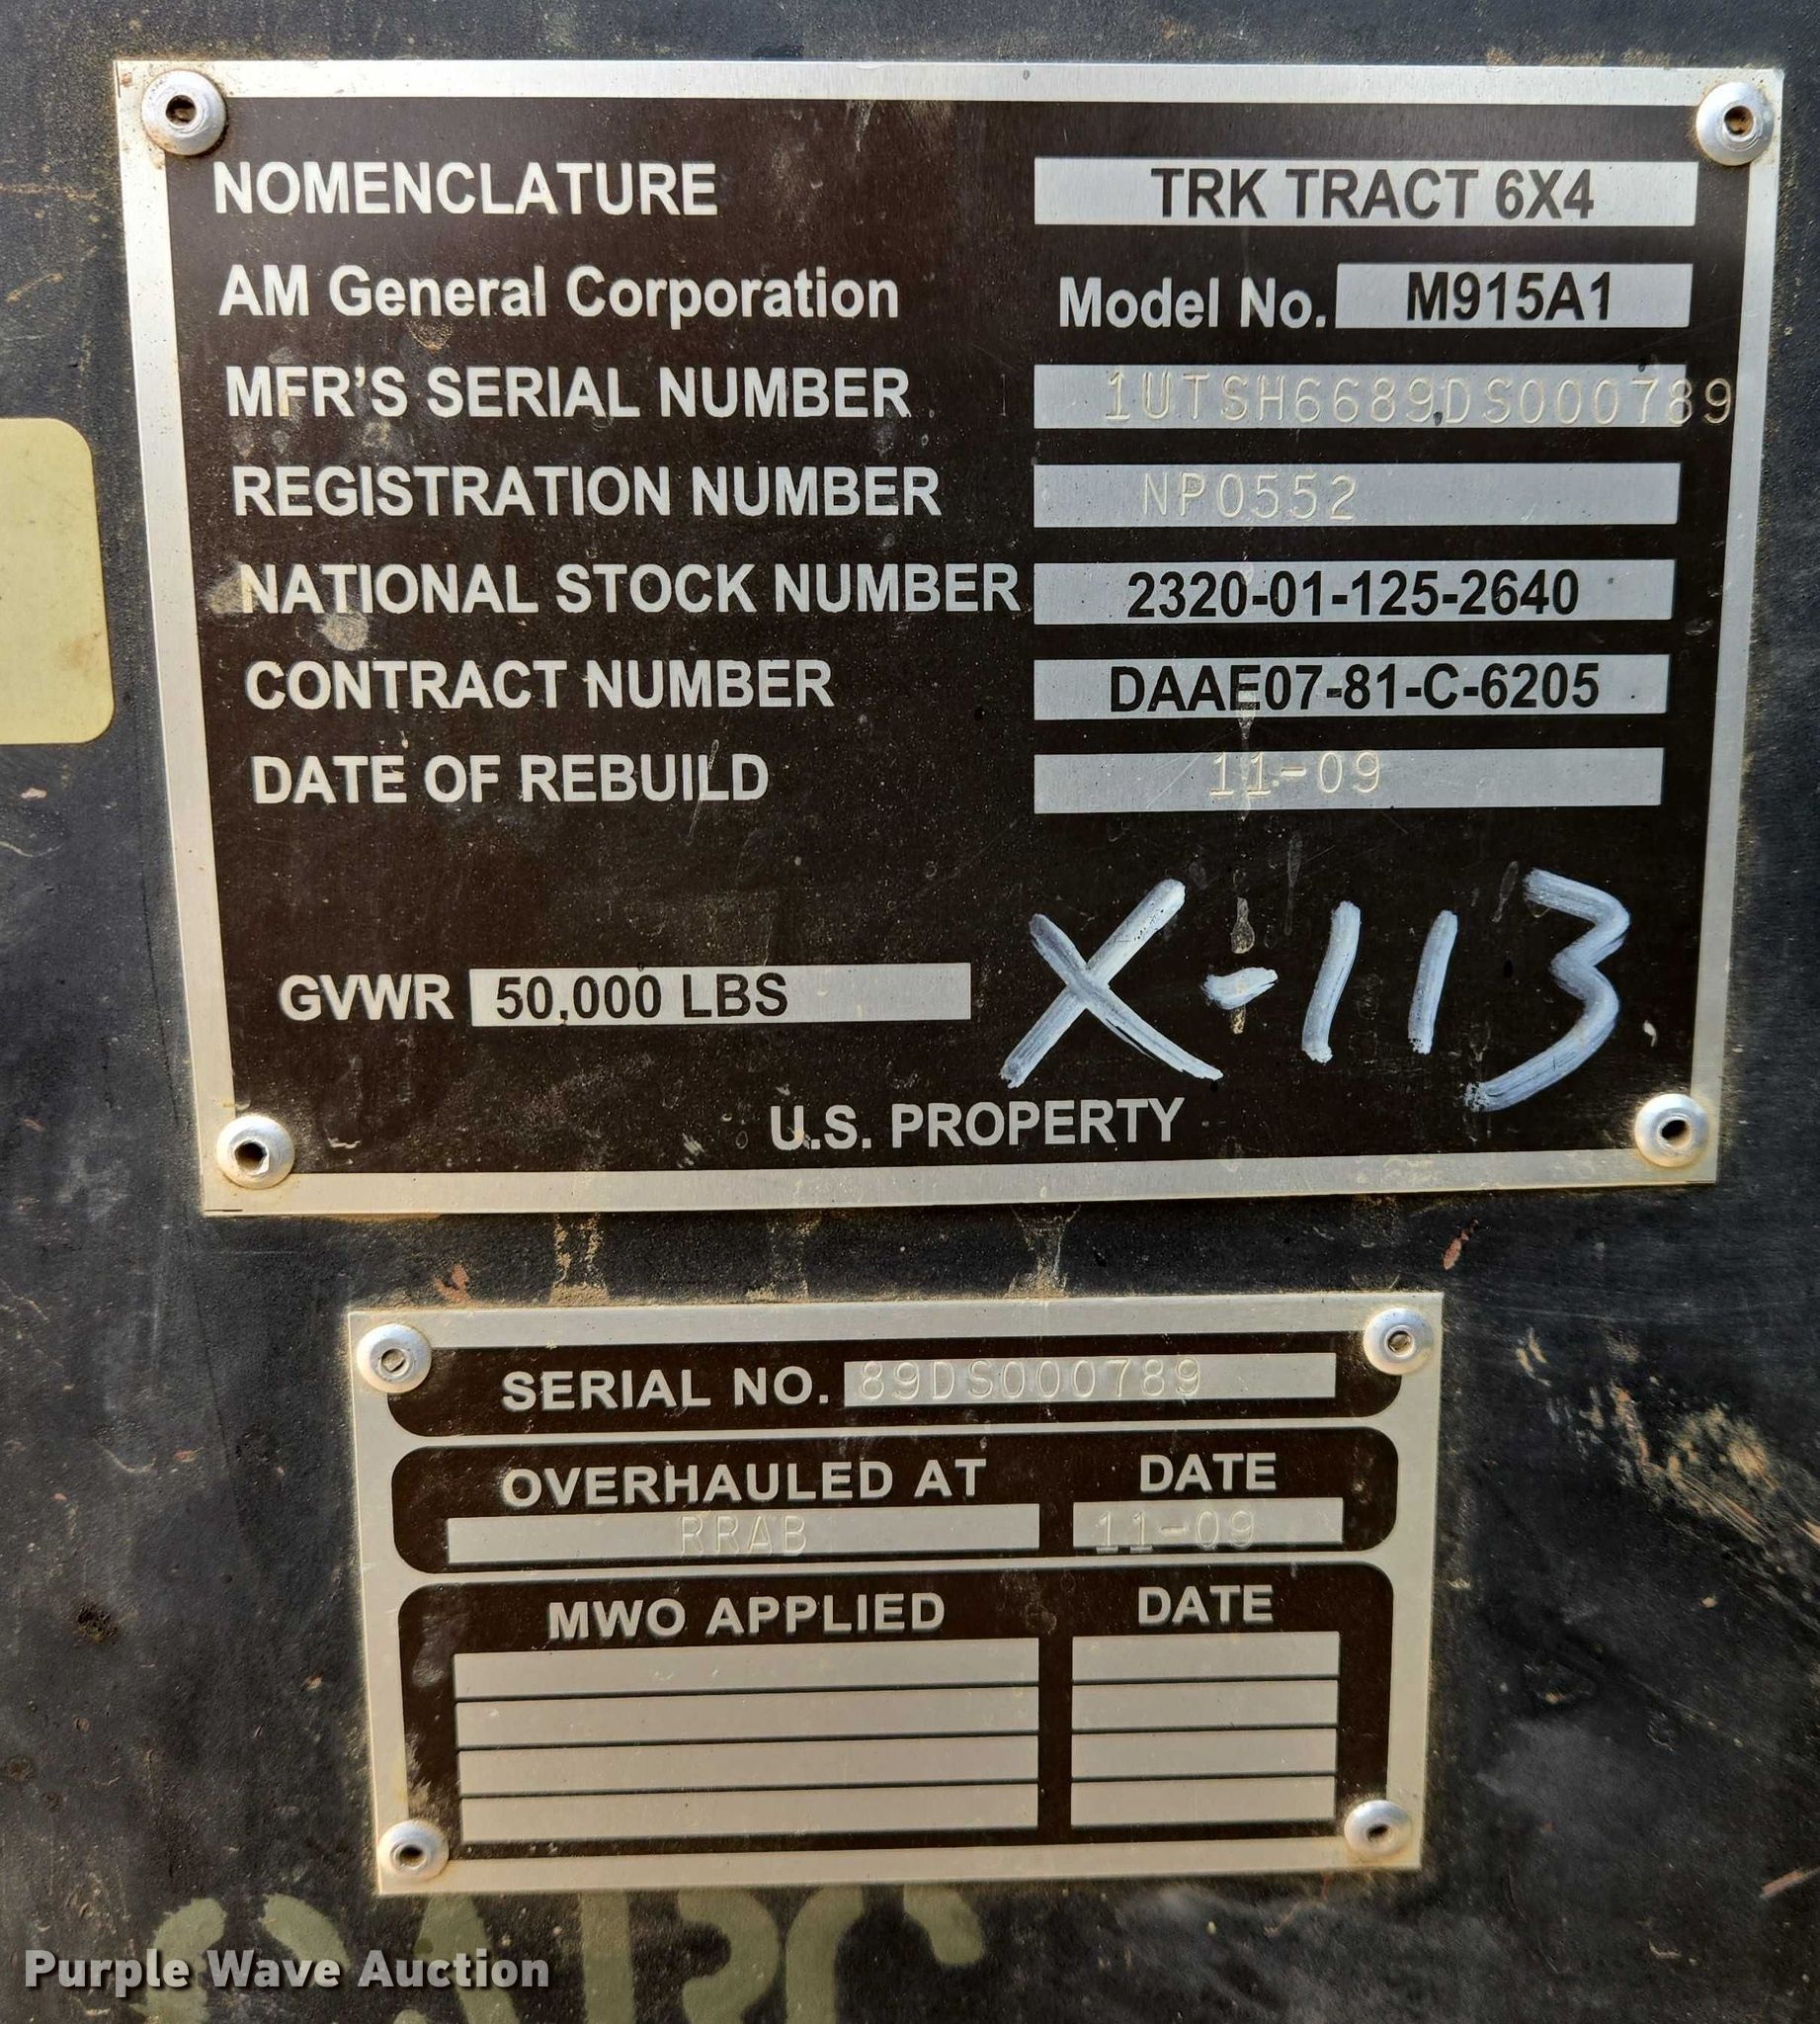 NOMENCLATURE TRK TRACT 6X4
AM General Corporation Model No. M915A1
MFR'S SERIAL NUMBER 1UTSH6689DS000789
REGISTRATION NUMBER NP0552
NATIONAL STOCK NUMBER 2320-01-125-2640
CONTRACT NUMBER DAAE07-81-C-6205
DATE OF REBUILD 11-09
GVWR 50,000 LBS
X-113
U.S. PROPERTY
SERIAL NO. 89DS000789
OVERHAULED AT DATE
RRAB 11-09
MWO APPLIED DATE
Purple Wave Auction